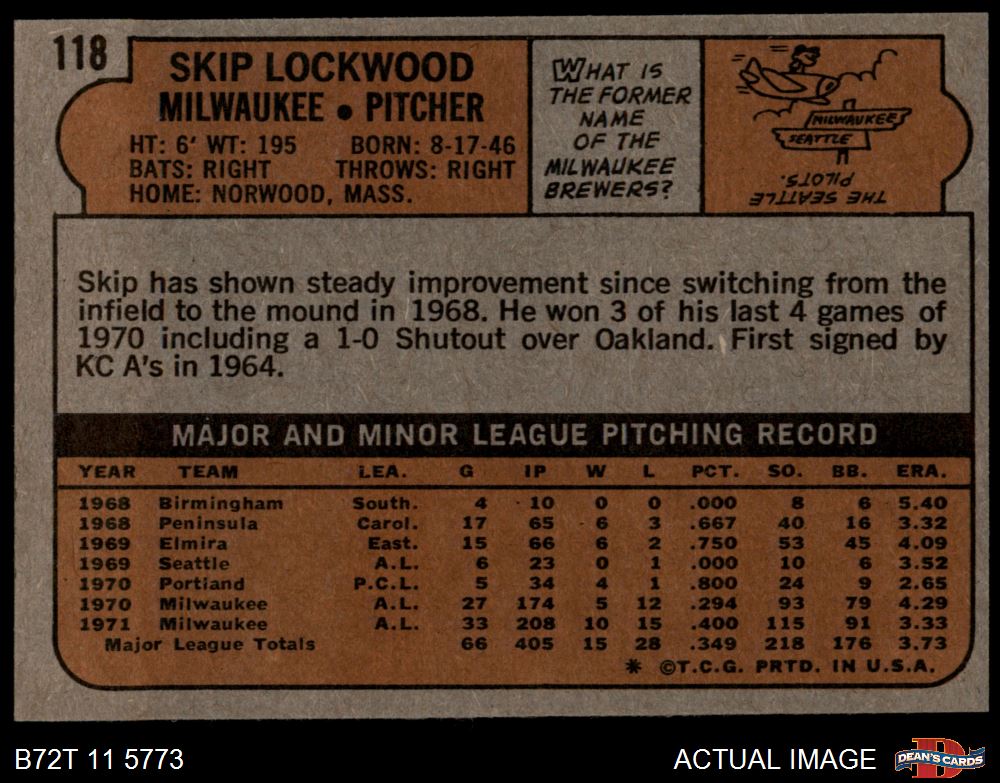 118
SKIP LOCKWOOD
MILWAUKEE • PITCHER
HT: 6' WT: 195 BORN: 8-17-46
BATS: RIGHT THROWS: RIGHT
HOME: NORWOOD, MASS.
WHAT IS
THE FORMER
NAME
OF THE
MILWAUKEE
BREWERS?
MILWAUKEE
SEATTLE
THE SEATTLE
PILOTS.
Skip has shown steady improvement since switching from the
infield to the mound in 1968. He won 3 of his last 4 games of
1970 including a 1-0 Shutout over Oakland. First signed by
KC A's in 1964.
MAJOR AND MINOR LEAGUE PITCHING RECORD
YEAR TEAM LEA. G IP W L PCT. SO. BB. ERA.
1968 Birmingham South. 4 10 0 0 .000 8 6 5.40
1968 Peninsula Carol. 17 65 6 3 .667 40 16 3.32
1969 Elmira East. 15 66 6 2 .750 53 45 4.09
1969 Seattle A.L. 6 23 0 1 .000 10 6 3.52
1970 Portland P.C.L. 5 34 4 1 .800 24 9 2.65
1970 Milwaukee A.L. 27 174 5 12 .294 93 79 4.29
1971 Milwaukee A.L. 33 208 10 15 .400 115 91 3.33
Major League Totals 66 405 15 28 .349 218 176 3.73
* ©T.C.G. PRTD. IN U.S.A.
B72T 11 5773 ACTUAL IMAGE
D
DEAN'S CARDS